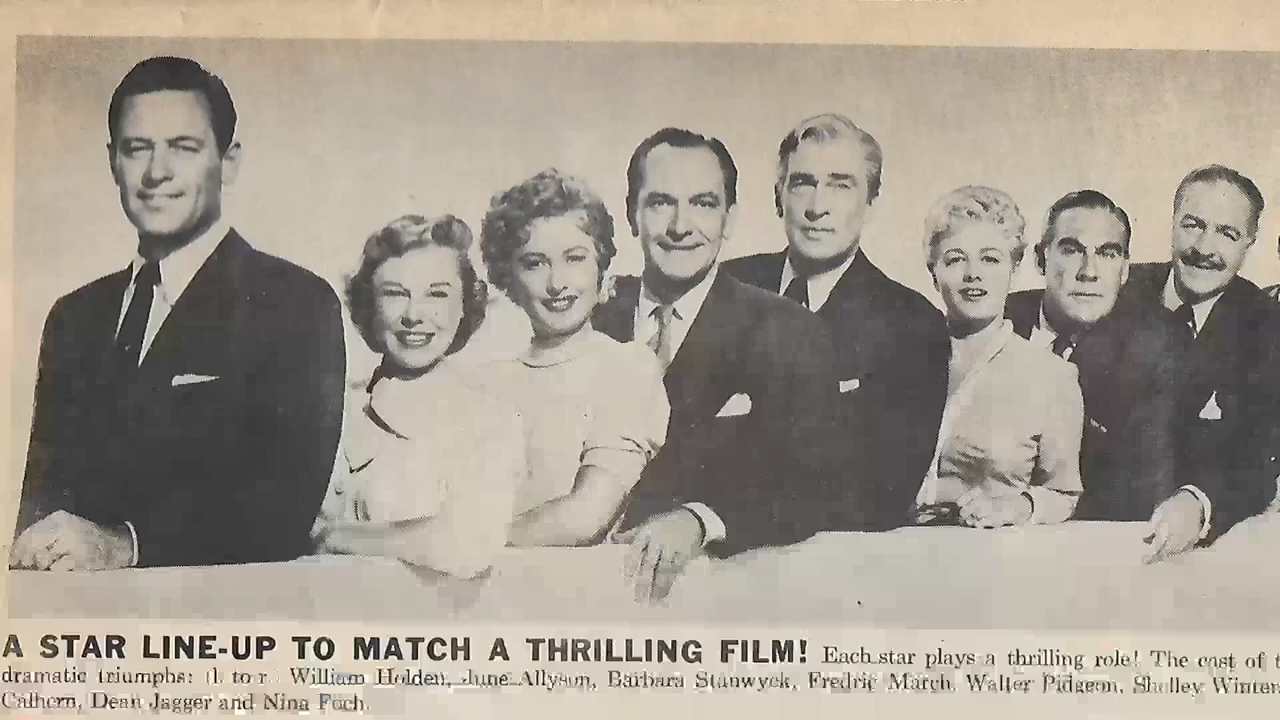 A STAR LINE-UP TO MATCH A THRILLING FILM! Each star plays a thrilling role! The cast of t
dramatic triumphs: (l. to r. William Holden, June Allyson, Barbara Stanwyck, Fredric March, Walter Pidgeon, Shelley Winter
Calhern, Dean Jagger and Nina Foch.